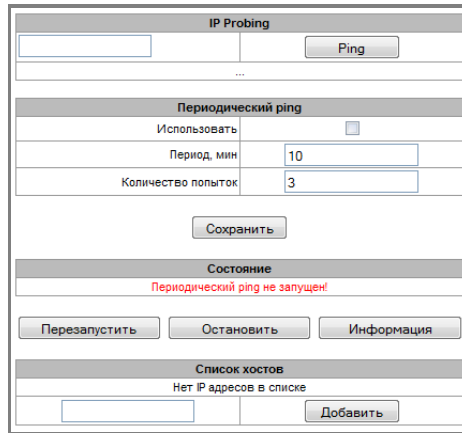 IP Probing
Ping
...
Периодический ping
Использовать
Период, мин 10
Количество попыток 3
Сохранить
Состояние
Периодический ping не запущен!
Перезапустить Остановить Информация
Список хостов
Нет IP адресов в списке
Добавить